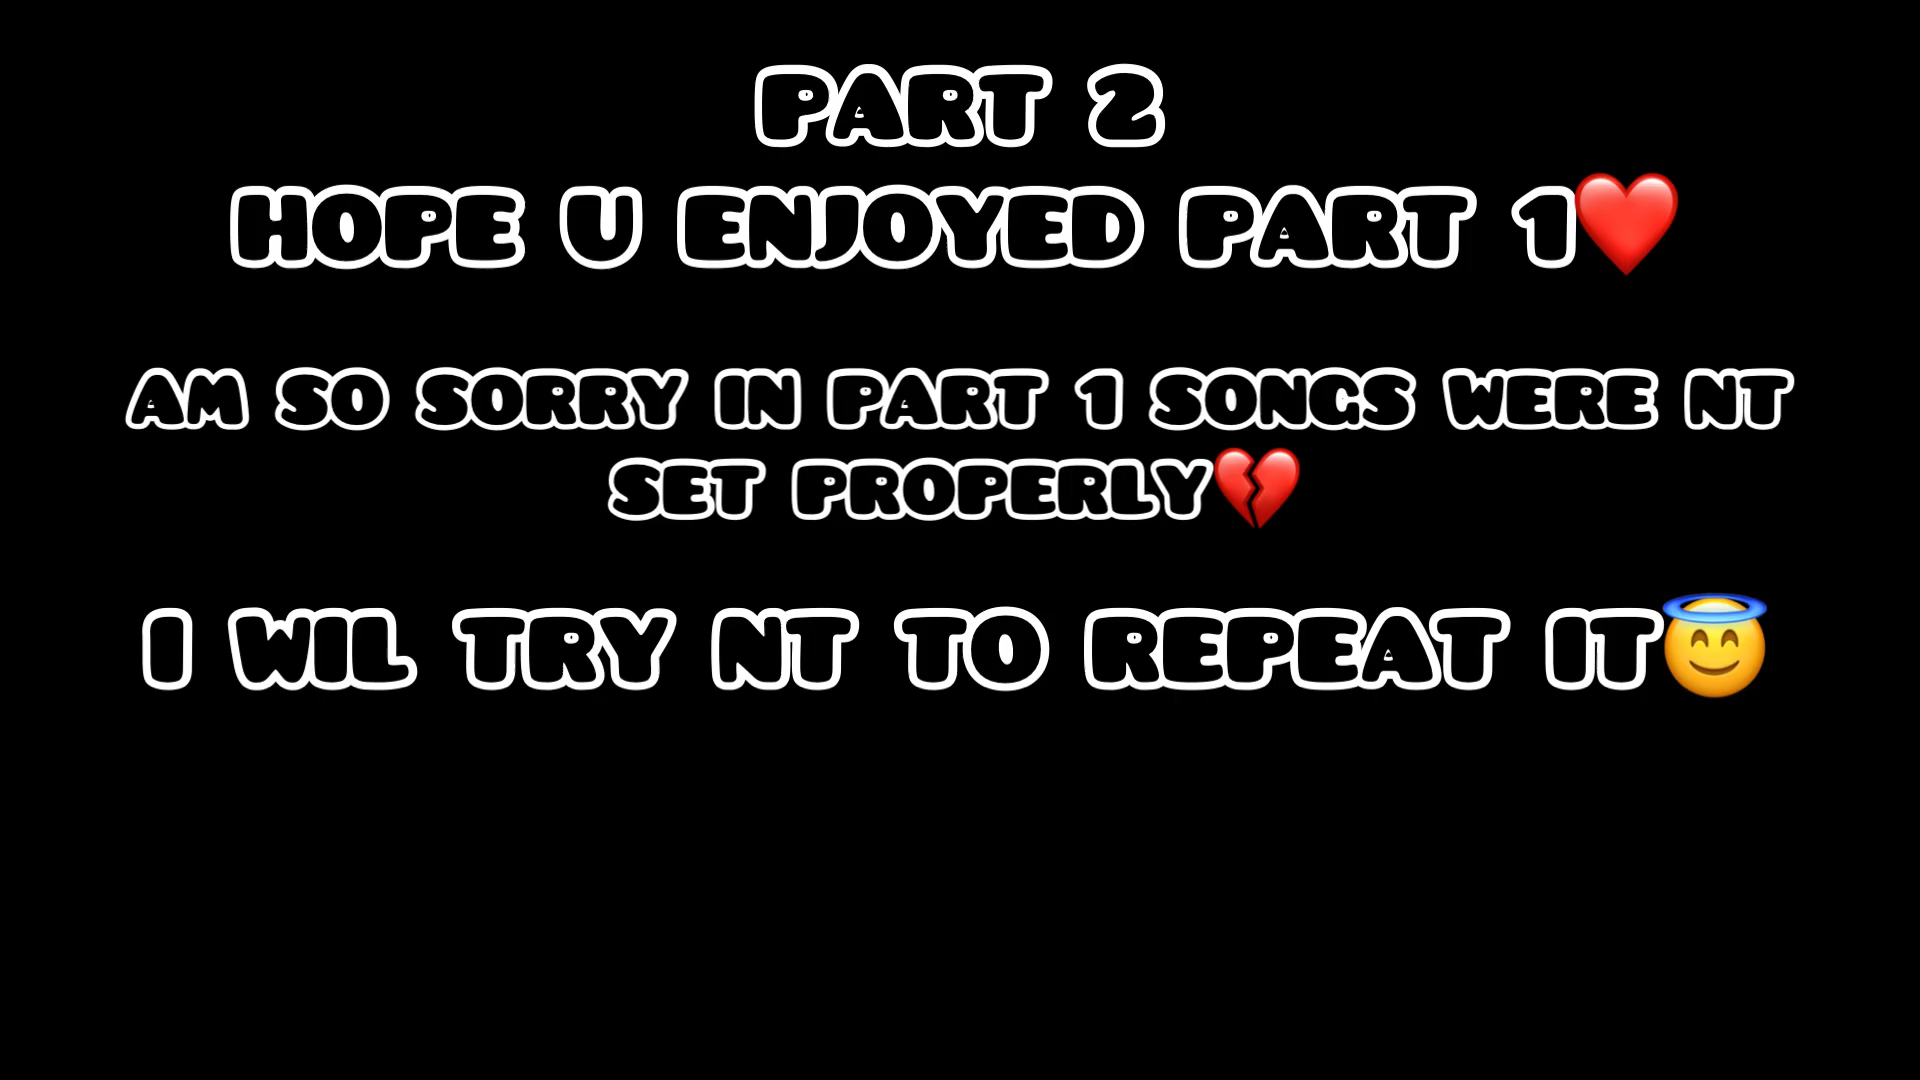 PART 2
HOPE U ENJOYED PART 1❤️
AM SO SORRY IN PART 1 SONGS WERE NT
SET PROPERLY💔
I WIL TRY NT TO REPEAT IT😇